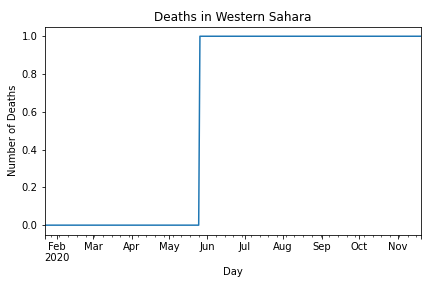 Deaths in Western Sahara
1.0
0.8
0.6
0.4
0.2
0.0
Number of Deaths
Feb Mar Apr May Jun Jul Aug Sep Oct Nov
2020
Day